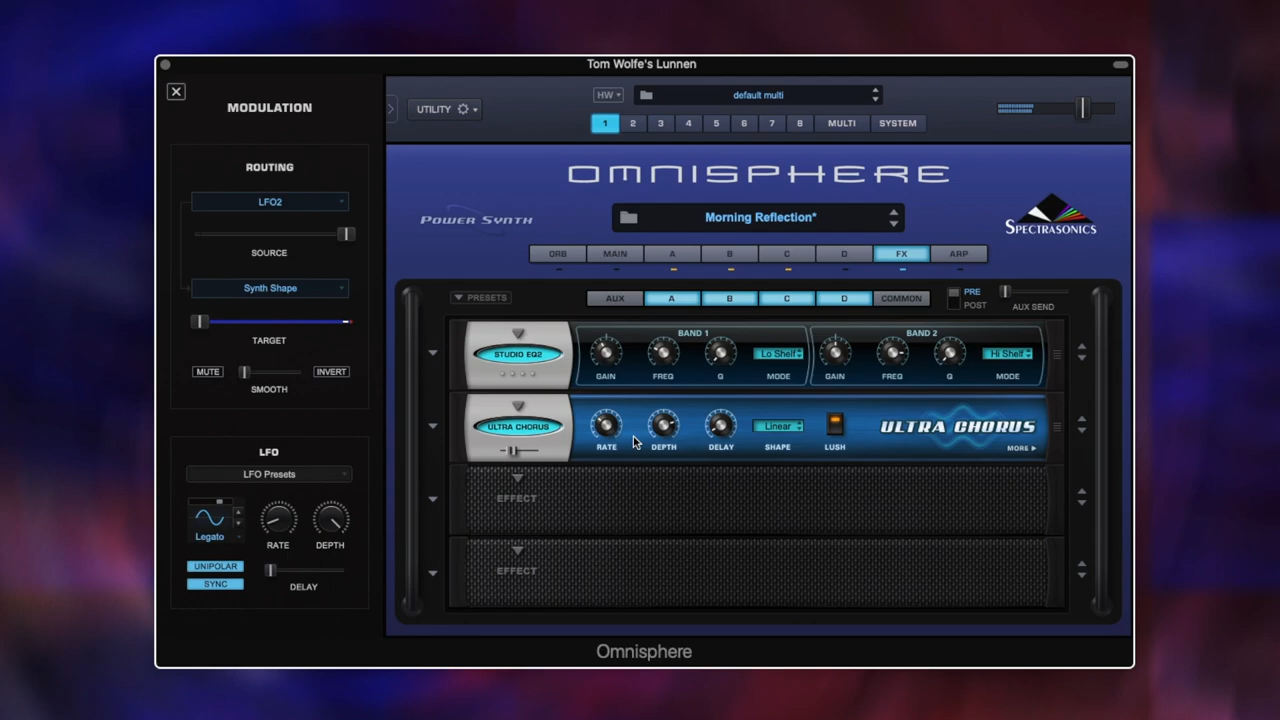 Tom Wolfe's Lunnen
MODULATION
ROUTING
LFO2
SOURCE
Synth Shape
TARGET
MUTE
INVERT
SMOOTH
LFO
LFO Presets
Legato
RATE
DEPTH
UNIPOLAR
SYNC
DELAY
UTILITY
HW
default multi
1 2 3 4 5 6 7 8 MULTI SYSTEM
OMNISPHERE
POWER SYNTH
Morning Reflection*
SPECTRASONICS
ORB MAIN A B C D FX ARP
PRESETS
AUX A B C D COMMON
PRE
POST
AUX SEND
STUDIO EQ2
BAND 1
GAIN FREQ Q MODE
Lo Shelf
BAND 2
GAIN FREQ Q MODE
Hi Shelf
ULTRA CHORUS
RATE DEPTH DELAY SHAPE LUSH
Linear
ULTRA CHORUS
MORE
EFFECT
EFFECT
Omnisphere